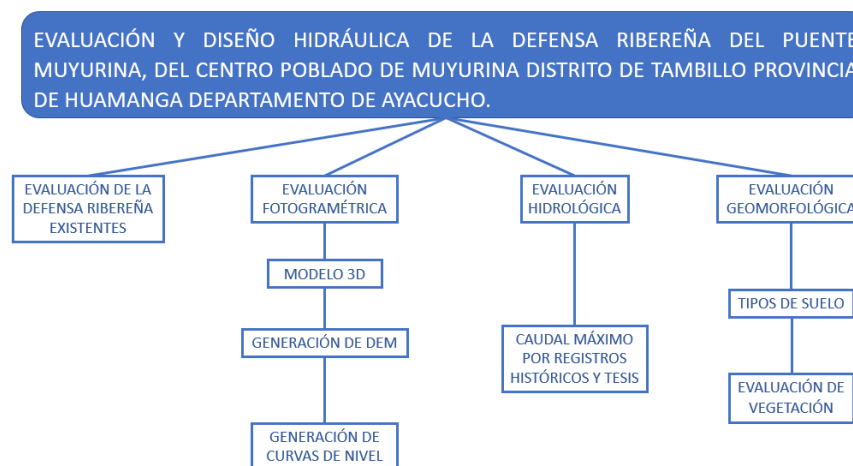 EVALUACIÓN Y DISEÑO HIDRÁULICA DE LA DEFENSA RIBEREÑA DEL PUENTE
MUYURINA, DEL CENTRO POBLADO DE MUYURINA DISTRITO DE TAMBILLO PROVINCIA
DE HUAMANGA DEPARTAMENTO DE AYACUCHO.
EVALUACIÓN DE LA
DEFENSA RIBEREÑA
EXISTENTES
EVALUACIÓN
FOTOGRAMÉTRICA
EVALUACIÓN
HIDROLÓGICA
EVALUACIÓN
GEOMORFOLÓGICA
MODELO 3D
TIPOS DE SUELO
GENERACIÓN DE DEM
CAUDAL MÁXIMO
POR REGISTROS
HISTÓRICOS Y TESIS
EVALUACIÓN DE
VEGETACIÓN
GENERACIÓN DE
CURVAS DE NIVEL